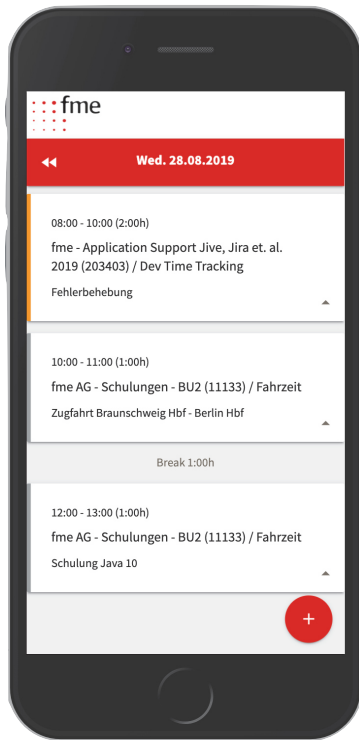 fme
Wed. 28.08.2019
08:00 - 10:00 (2:00h)
fme - Application Support Jive, Jira et. al.
2019 (203403) / Dev Time Tracking
Fehlerbehebung
10:00 - 11:00 (1:00h)
fme AG - Schulungen - BU2 (11133) / Fahrzeit
Zugfahrt Braunschweig Hbf - Berlin Hbf
Break 1:00h
12:00 - 13:00 (1:00h)
fme AG - Schulungen - BU2 (11133) / Fahrzeit
Schulung Java 10
+